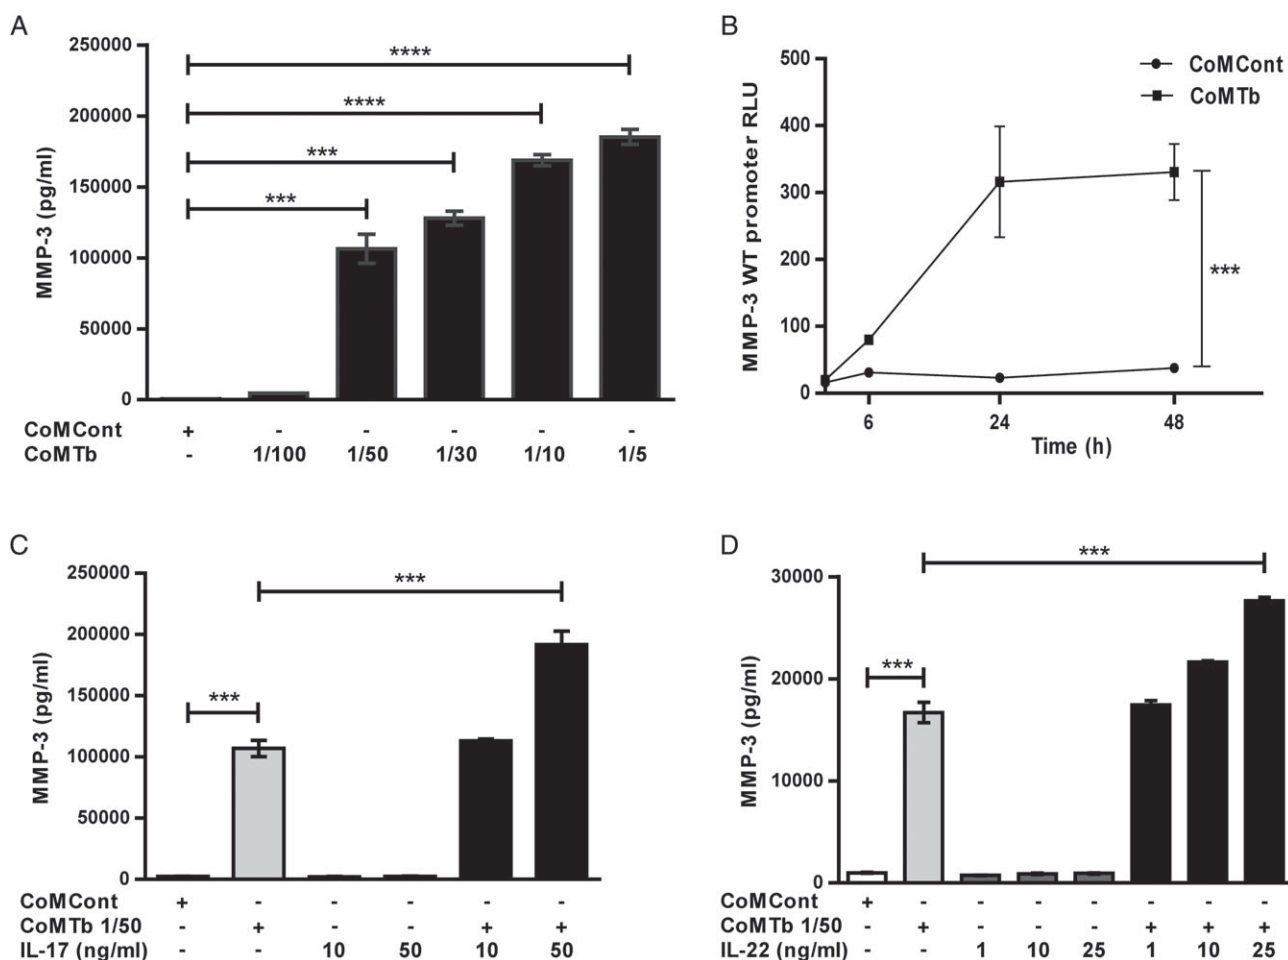 A
250000
200000
150000
100000
50000
0
MMP-3 (pg/ml)
****
****
***
***
CoMCont + - - - - -
CoMTb - 1/100 1/50 1/30 1/10 1/5
B
500
400
300
200
100
0
MMP-3 WT promoter RLU
CoMCont
CoMTb
***
6 24 48
Time (h)
C
250000
200000
150000
100000
50000
0
MMP-3 (pg/ml)
***
***
CoMCont + - - - - -
CoMTb 1/50 - + - - + +
IL-17 (ng/ml) - - 10 50 10 50
D
30000
20000
10000
0
MMP-3 (pg/ml)
***
***
CoMCont + - - - - - - -
CoMTb 1/50 - + - - - + + +
IL-22 (ng/ml) - - 1 10 25 1 10 25